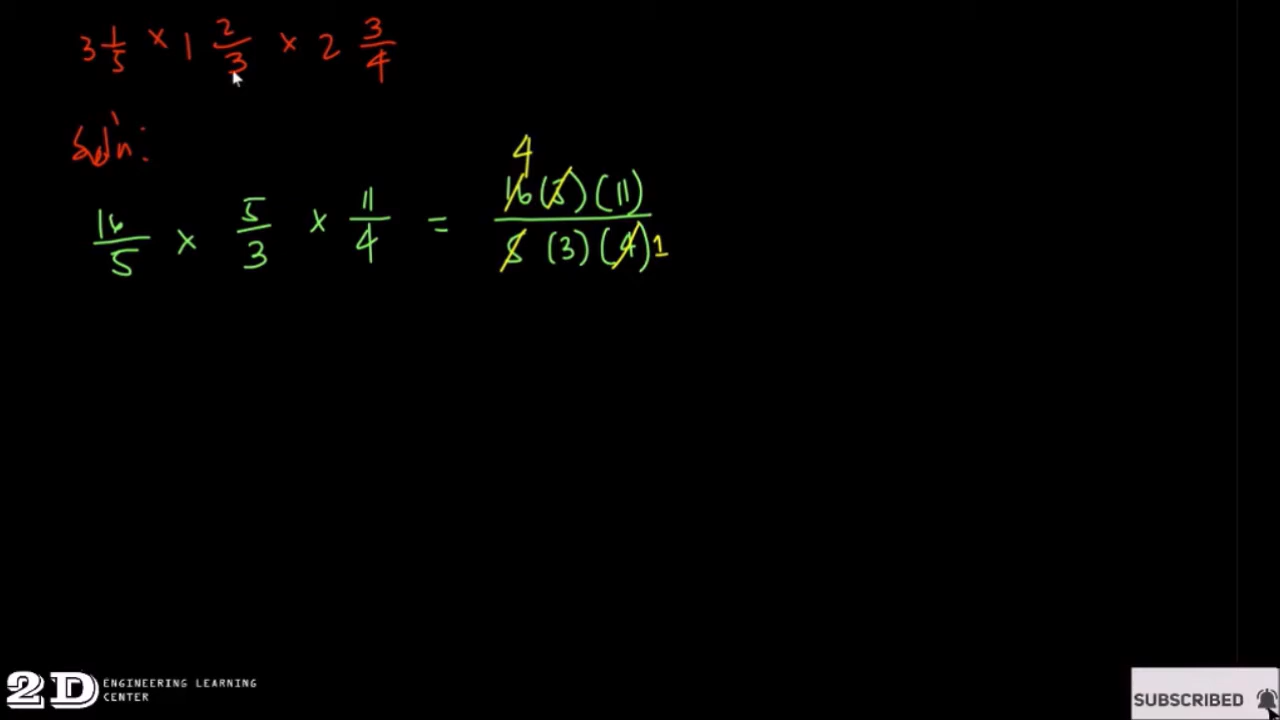 3 1/5 × 1 2/3 × 2 3/4
Sol'n:
16/5 × 5/3 × 11/4 = 16(5)(11)/5(3)(4)
4
1
2D ENGINEERING LEARNING
CENTER
SUBSCRIBED